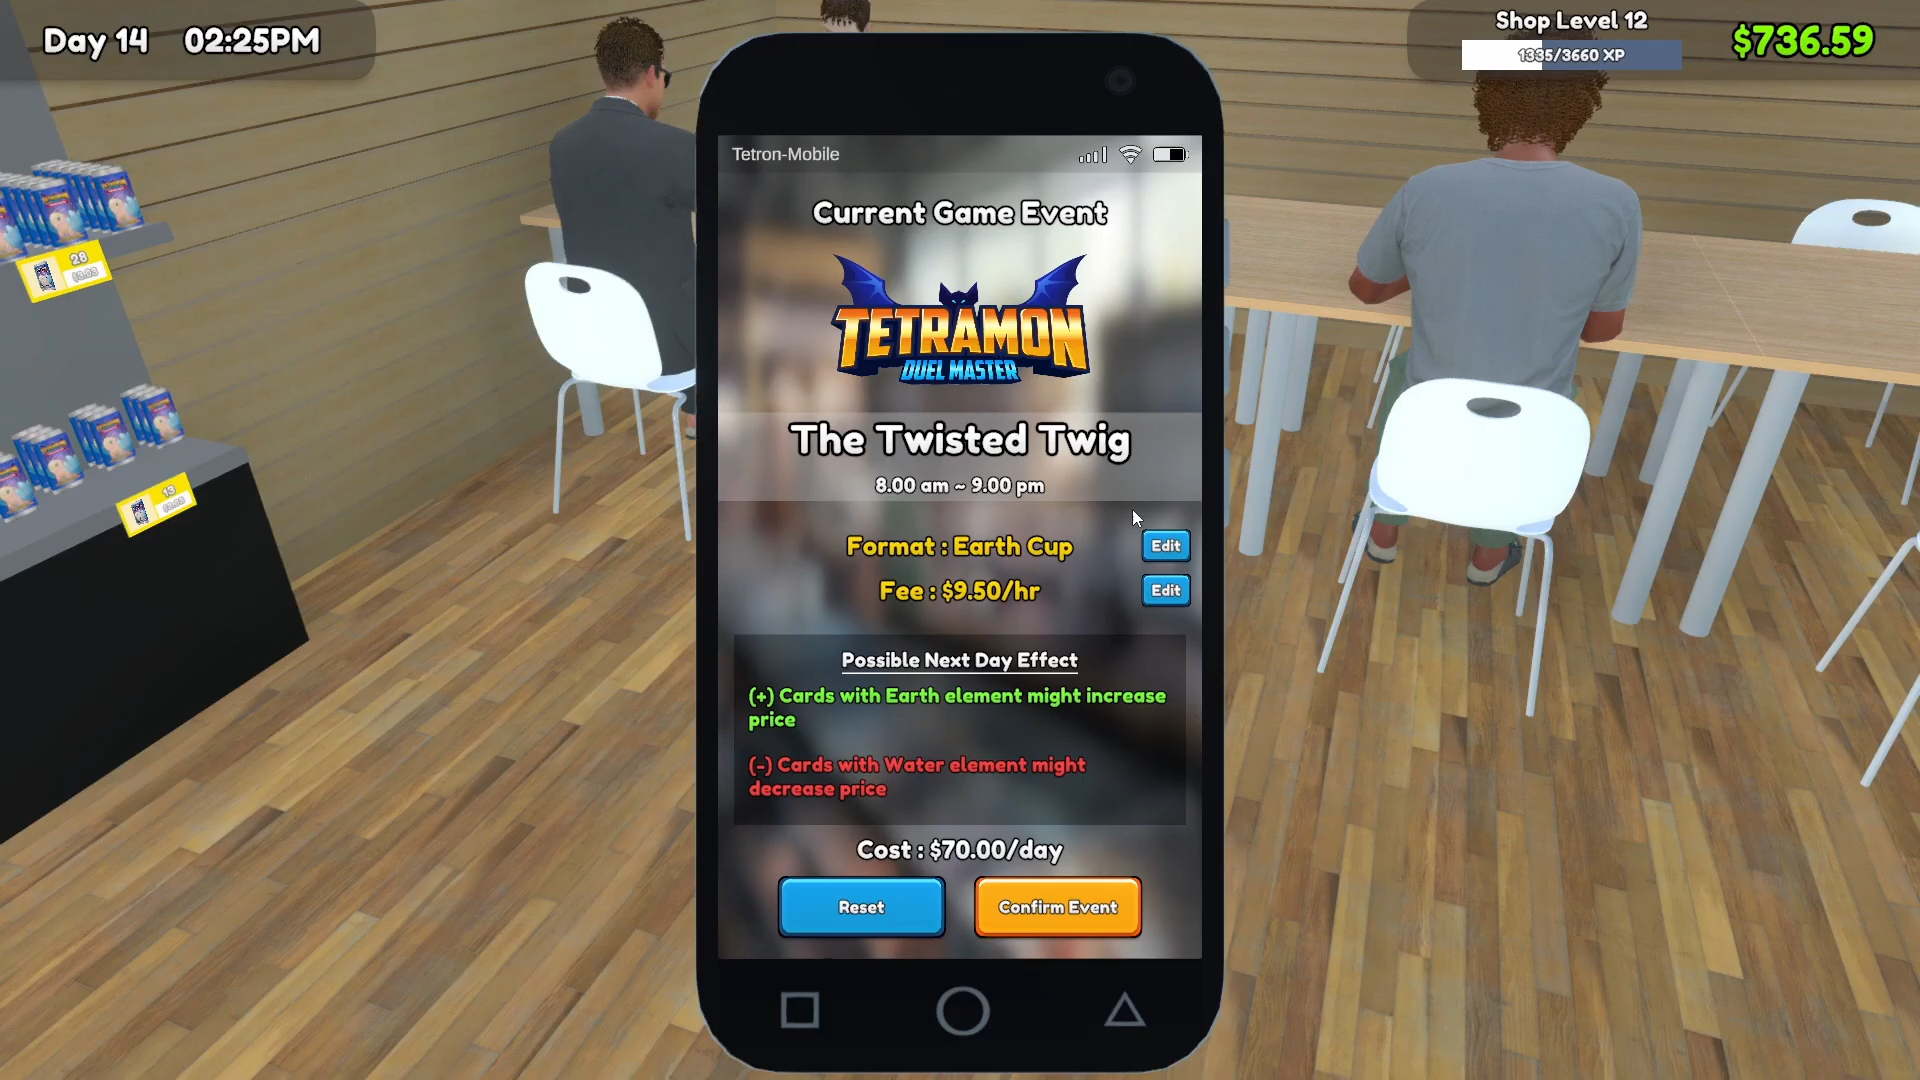 Day 14 02:25PM
Shop Level 12
1335/3660 XP
$736.59
Tetron-Mobile
Current Game Event
TETRAMON
DUEL MASTER
The Twisted Twig
8.00 am ~ 9.00 pm
Format : Earth Cup
Edit
Fee : $9.50/hr
Edit
Possible Next Day Effect
(+) Cards with Earth element might increase
price
(-) Cards with Water element might
decrease price
Cost : $70.00/day
Reset
Confirm Event
28
13